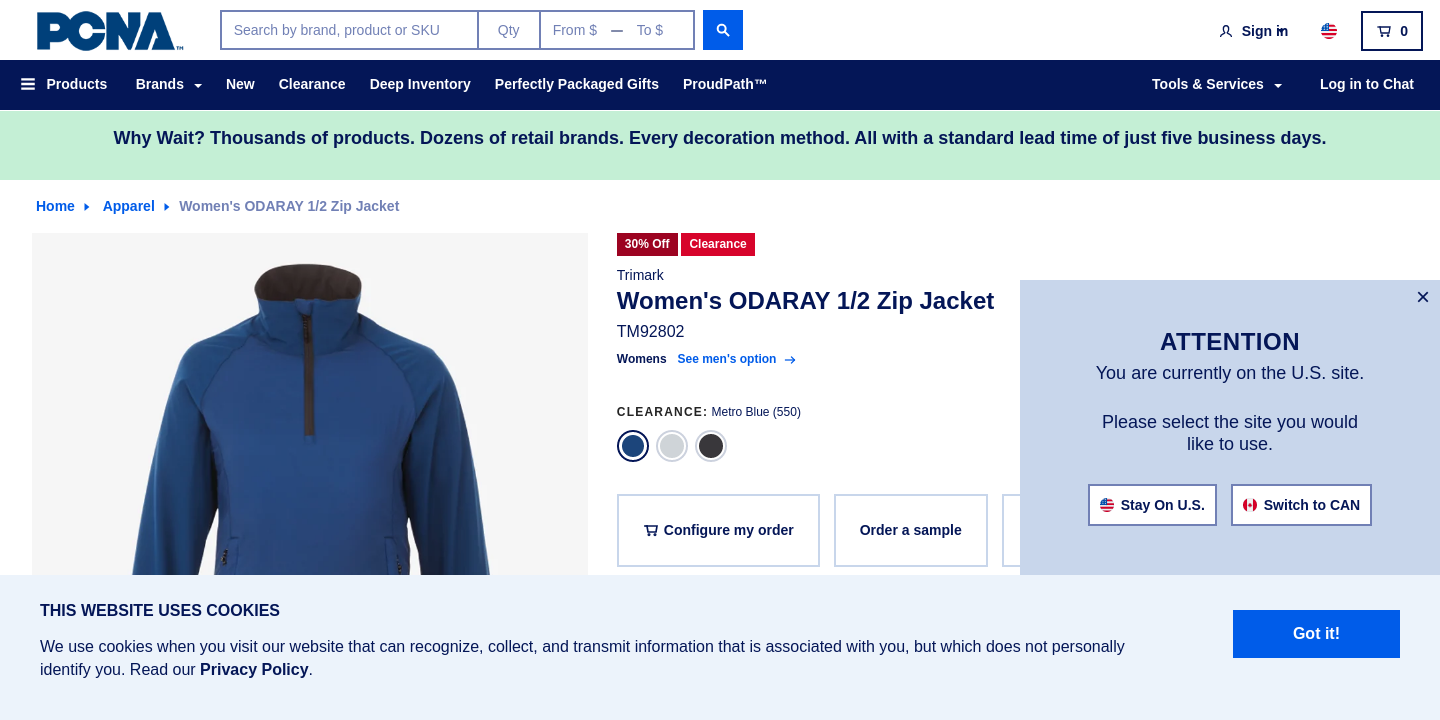 PCNA™
Search by brand, product or SKU
Qty
From $ — To $
Sign in
0
Products
Brands
New
Clearance
Deep Inventory
Perfectly Packaged Gifts
ProudPath™
Tools & Services
Log in to Chat
Why Wait? Thousands of products. Dozens of retail brands. Every decoration method. All with a standard lead time of just five business days.
Home
Apparel
Women's ODARAY 1/2 Zip Jacket
30% Off
Clearance
Trimark
Women's ODARAY 1/2 Zip Jacket
TM92802
Womens See men's option
CLEARANCE: Metro Blue (550)
Configure my order
Order a sample
×
ATTENTION
You are currently on the U.S. site.
Please select the site you would
like to use.
Stay On U.S.
Switch to CAN
THIS WEBSITE USES COOKIES
We use cookies when you visit our website that can recognize, collect, and transmit information that is associated with you, but which does not personally
identify you. Read our Privacy Policy.
Got it!